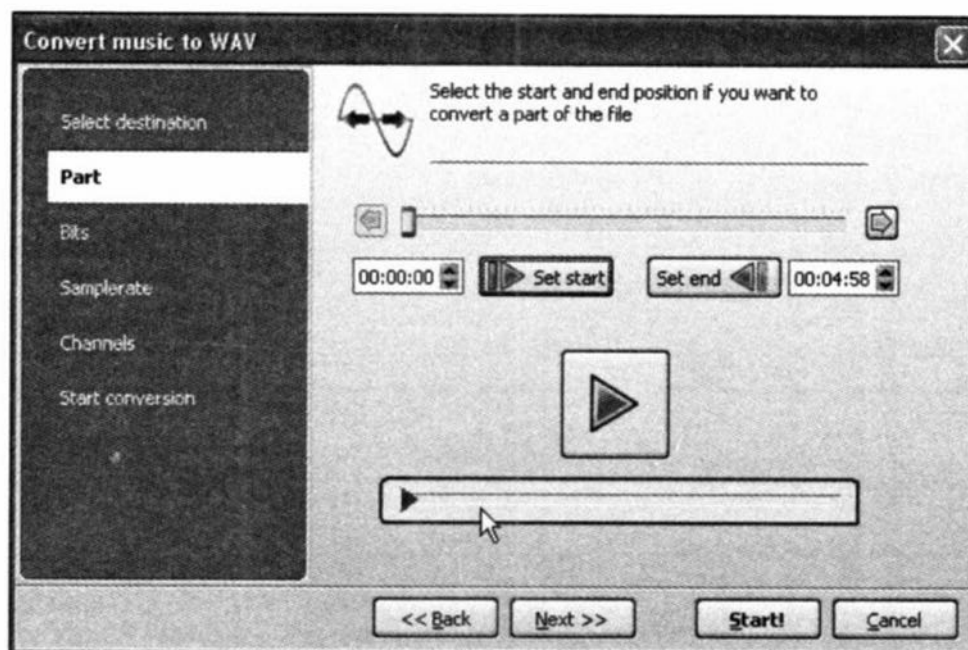 Convert music to WAV
Select destination
Part
Bits
Samplerate
Channels
Start conversion
Select the start and end position if you want to
convert a part of the file
00:00:00 Set start Set end 00:04:58
<< Back Next >> Start! Cancel